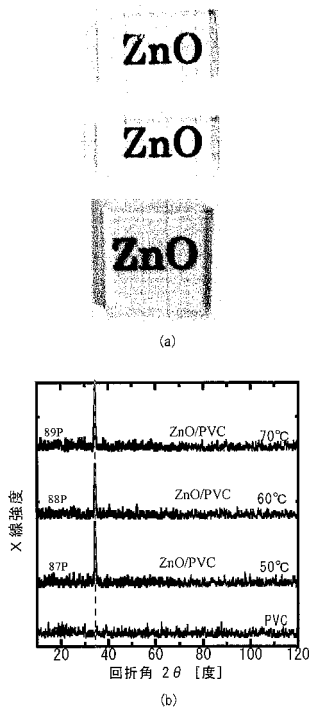 ZnO
ZnO
ZnO
(a)
X線強度
89P ZnO/PVC 70℃
88P ZnO/PVC 60℃
87P ZnO/PVC 50℃
PVC
20 40 60 80 100 120
回折角 2θ [度]
(b)